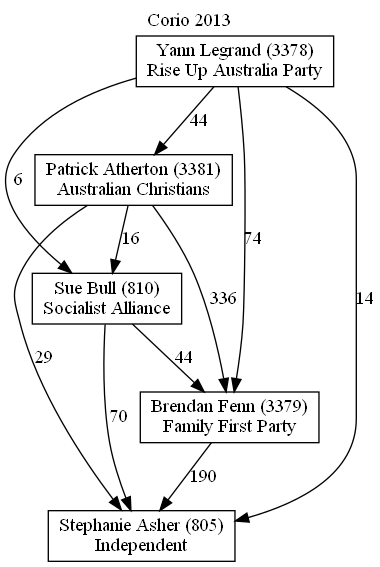 Corio 2013
Yann Legrand (3378)
Rise Up Australia Party
44
Patrick Atherton (3381)
Australian Christians
6
16
74
Sue Bull (810)
Socialist Alliance
336
14
29
44
70
Brendan Fenn (3379)
Family First Party
190
Stephanie Asher (805)
Independent